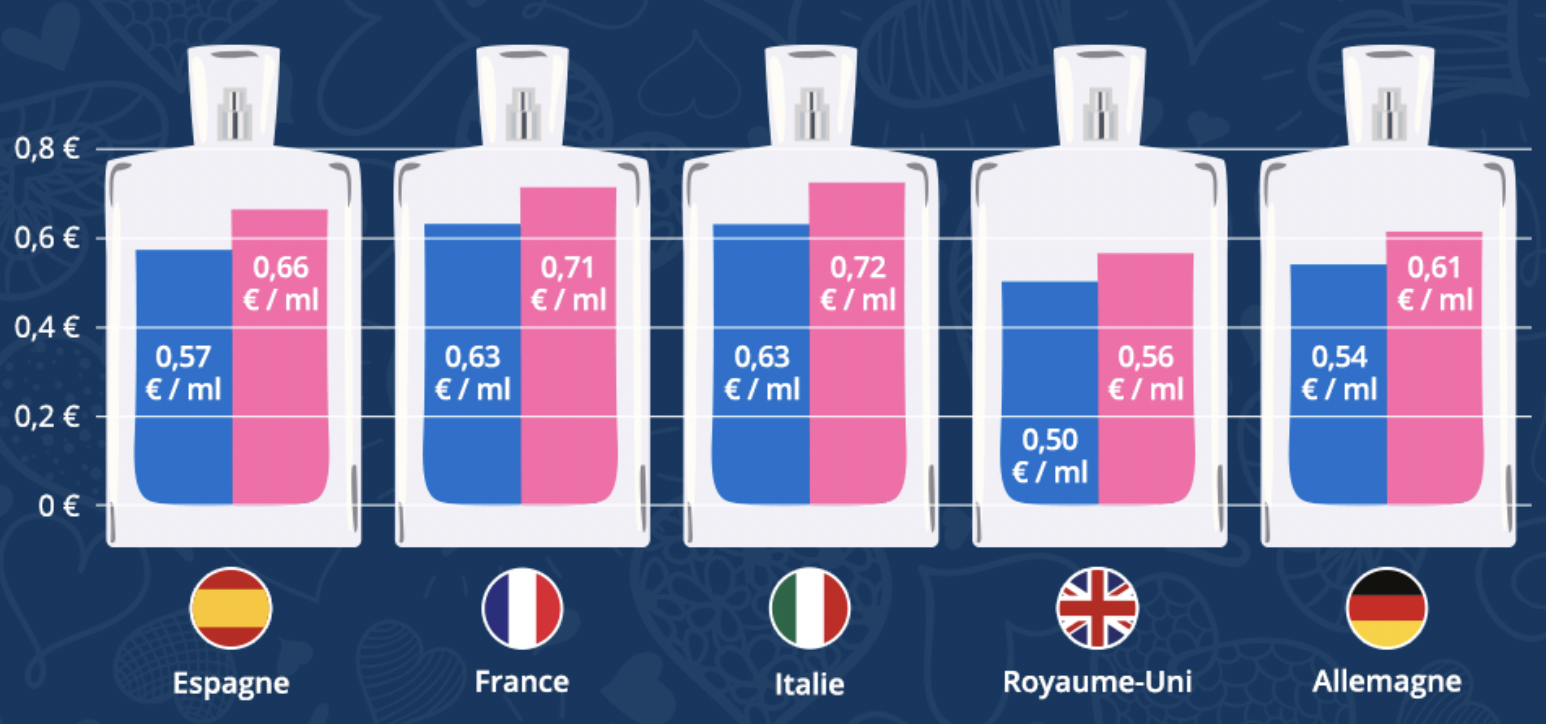 0,8 €
0,6 €
0,4 €
0,2 €
0 €
0,57
€ / ml
0,66
€ / ml
0,63
€ / ml
0,71
€ / ml
0,63
€ / ml
0,72
€ / ml
0,50
€ / ml
0,56
€ / ml
0,54
€ / ml
0,61
€ / ml
Espagne
France
Italie
Royaume-Uni
Allemagne